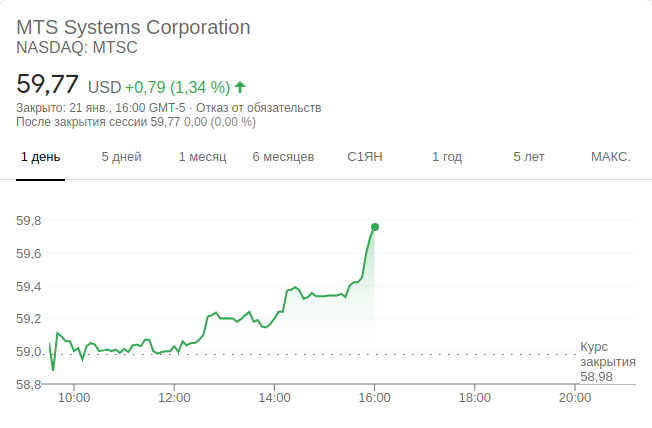 MTS Systems Corporation
NASDAQ: MTSC
59,77 USD +0,79 (1,34 %)
Закрыто: 21 янв., 16:00 GMT-5 · Отказ от обязательств
После закрытия сессии 59,77 0,00 (0,00 %)
1 день 5 дней 1 месяц 6 месяцев С1ЯН 1 год 5 лет МАКС.
59,8
59,6
59,4
59,2
59,0
58,8
Курс
закрытия
58,98
10:00 12:00 14:00 16:00 18:00 20:00